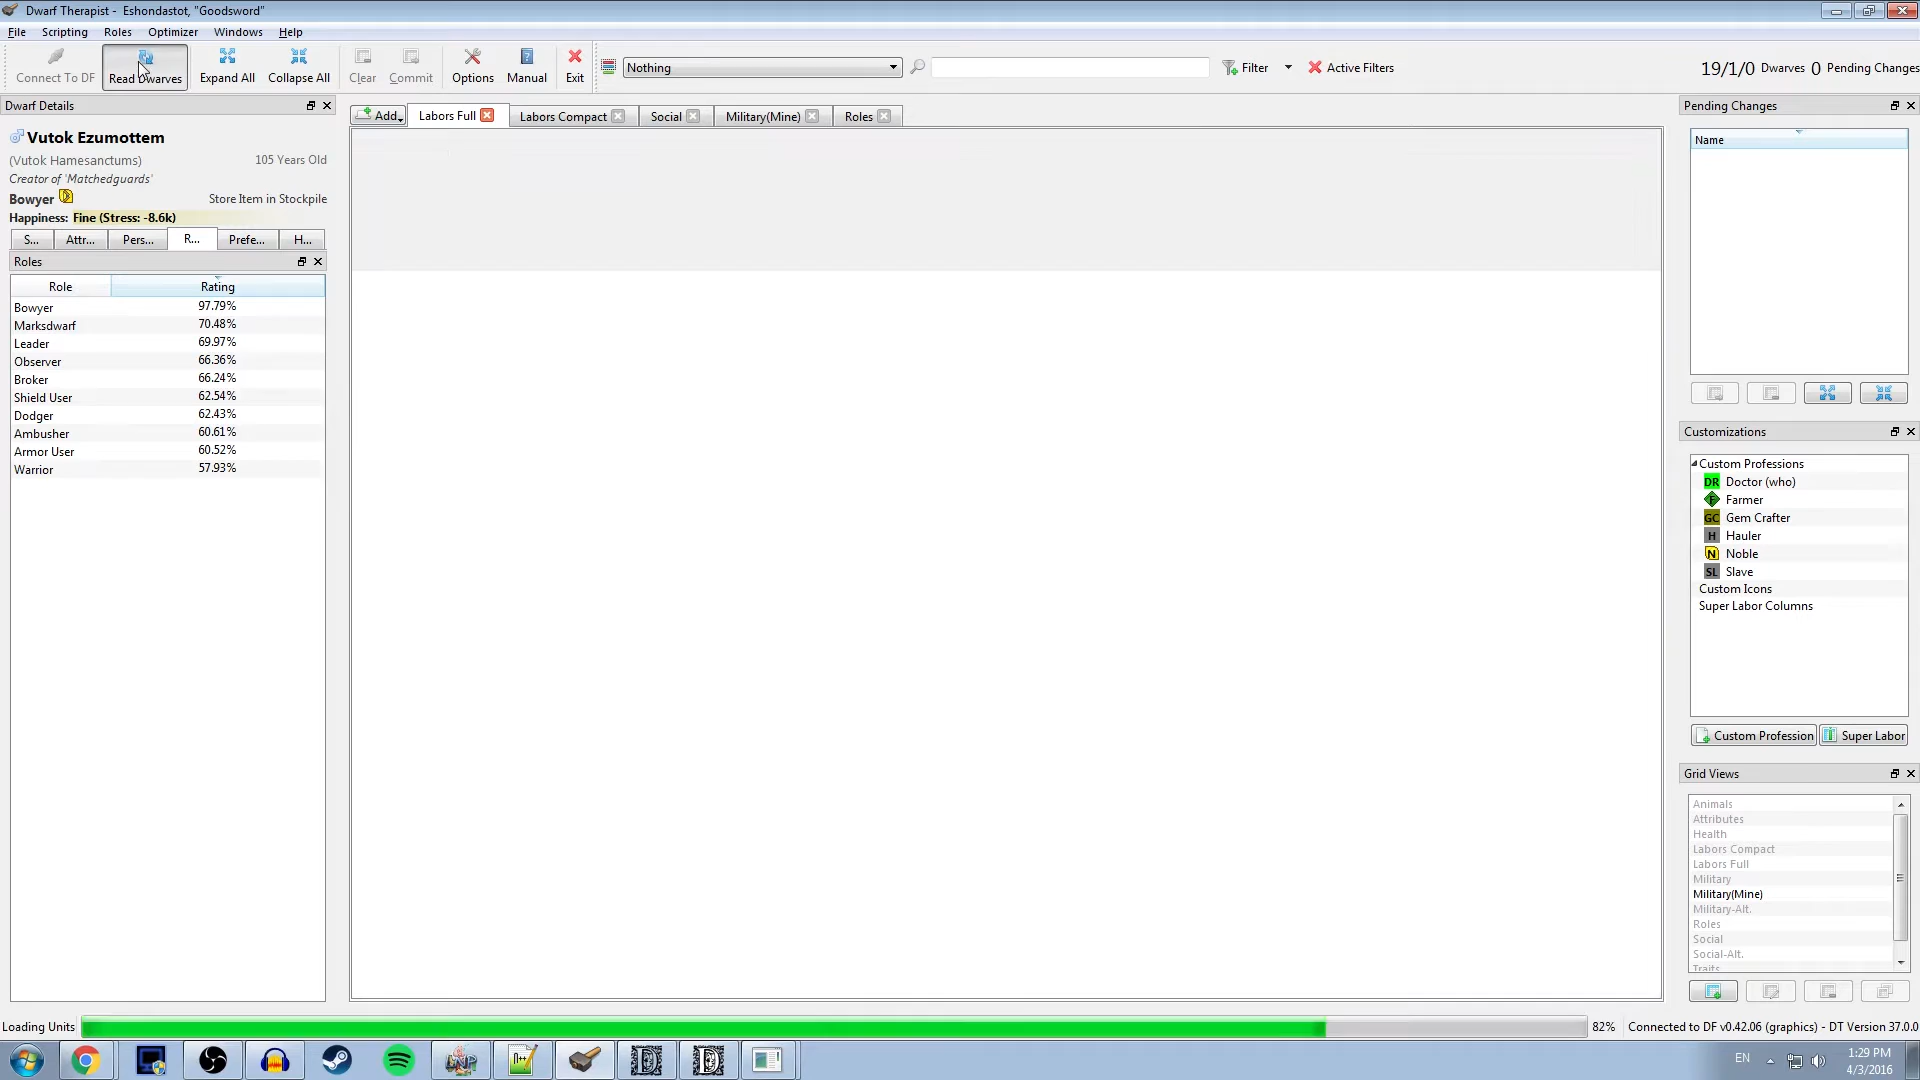 Dwarf Therapist - Eshondastot, "Goodsword"
File Scripting Roles Optimizer Windows Help
Connect To DF Read Dwarves Expand All Collapse All Clear Commit Options Manual Exit Nothing Filter Active Filters 19/1/0 Dwarves 0 Pending Changes
Dwarf Details
Vutok Ezumottem
(Vutok Hamesanctums) 105 Years Old
Creator of 'Matchedguards'
Bowyer Store Item in Stockpile
Happiness: Fine (Stress: -8.6k)
S... Attr... Pers... R... Prefe... H...
Roles
Role Rating
Bowyer 97.79%
Marksdwarf 70.48%
Leader 69.97%
Observer 66.36%
Broker 66.24%
Shield User 62.54%
Dodger 62.43%
Ambusher 60.61%
Armor User 60.52%
Warrior 57.93%
Add... Labors Full Labors Compact Social Military(Mine) Roles
Pending Changes
Name
Customizations
Custom Professions
DR Doctor (who)
F Farmer
GC Gem Crafter
H Hauler
N Noble
SL Slave
Custom Icons
Super Labor Columns
Custom Profession Super Labor
Grid Views
Animals
Attributes
Health
Labors Compact
Labors Full
Military
Military(Mine)
Military-Alt.
Roles
Social
Social-Alt.
Traits
Loading Units 82% Connected to DF v0.42.06 (graphics) - DT Version 37.0.0
EN 1:29 PM
4/3/2016